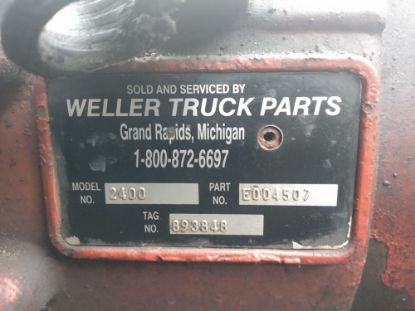 SOLD AND SERVICED BY
WELLER TRUCK PARTS
Grand Rapids, Michigan
1-800-872-6697
MODEL NO. 2400 PART NO. E004507
TAG NO. 893848